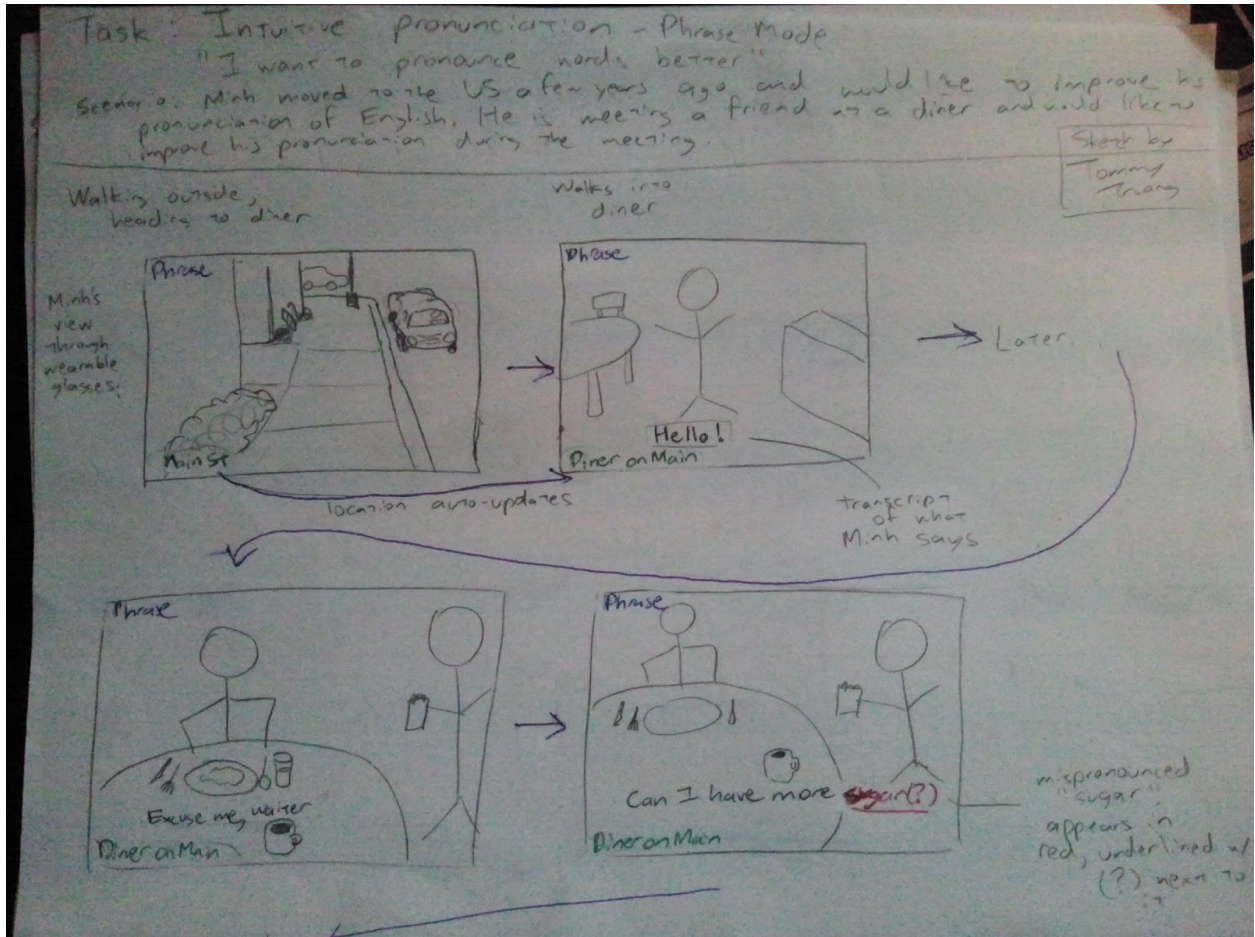 Task: Intuitive pronunciation - Phrase Mode
"I want to pronounce words better"
Scenario. Minh moved to the US a few years ago and would like to improve his
pronunciation of English. He is meeting a friend at a diner and would like to
improve his pronunciation during the meeting.
Sketch by
Tommy
Truong
Walking outside,
heading to diner
Walks into
diner
Minh's
view
through
wearable
glasses:
Phrase
Main St
Phrase
Hello!
Diner on Main
Later.
location auto-updates
transcript
of what
Minh says
Phrase
Excuse me, waiter
Diner on Main
Phrase
Can I have more sugar(?)
Diner on Main
mispronounced
"sugar"
appears in
red, underlined w/
(?) next to
it